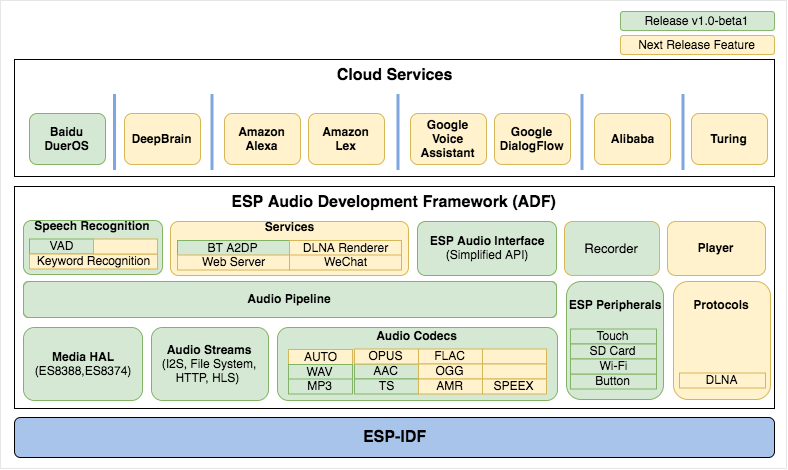 Release v1.0-beta1
Next Release Feature
Cloud Services
Baidu
DuerOS
DeepBrain
Amazon
Alexa
Amazon
Lex
Google
Voice
Assistant
Google
DialogFlow
Alibaba
Turing
ESP Audio Development Framework (ADF)
Speech Recognition
VAD
Keyword Recognition
Services
BT A2DP
DLNA Renderer
Web Server
WeChat
ESP Audio Interface
(Simplified API)
Recorder
Player
Audio Pipeline
ESP Peripherals
Touch
SD Card
Wi-Fi
Button
Protocols
DLNA
Media HAL
(ES8388,ES8374)
Audio Streams
(I2S, File System,
HTTP, HLS)
Audio Codecs
AUTO
OPUS
FLAC
WAV
AAC
OGG
MP3
TS
AMR
SPEEX
ESP-IDF